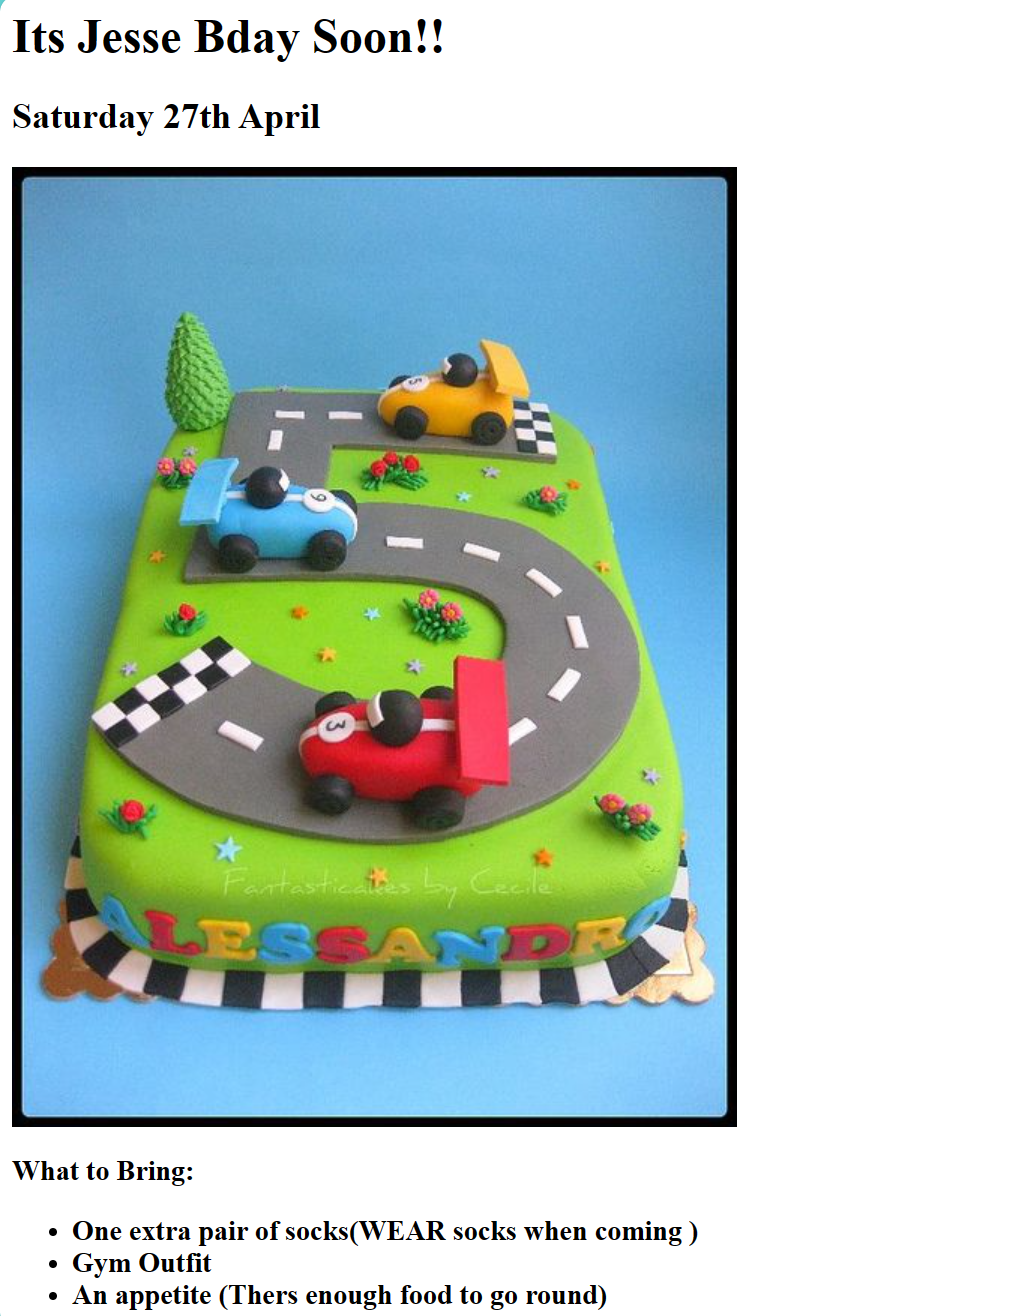 Its Jesse Bday Soon!!
Saturday 27th April
5
6
3
Fantasticakes by Cecile
ALESSANDRO
What to Bring:
• One extra pair of socks(WEAR socks when coming )
• Gym Outfit
• An appetite (Thers enough food to go round)